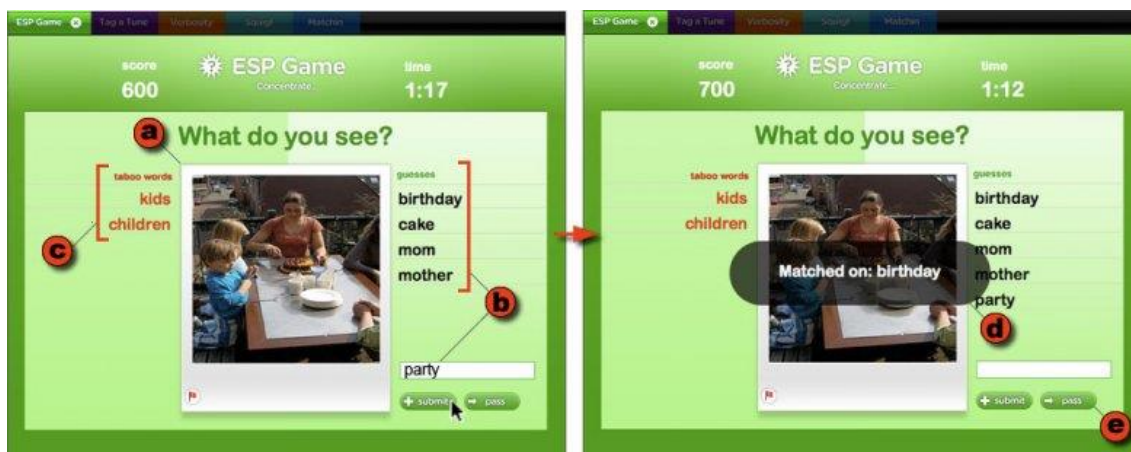 ESP Game Tag a Tune Verbosity Squigl Matchin
score ESP Game time
600 Concentrate... 1:17
What do you see?
a
taboo words guesses
kids birthday
children cake
c mom
mother
b
party
submit pass
ESP Game Tag a Tune Verbosity Squigl Matchin
score ESP Game time
700 Concentrate... 1:12
What do you see?
taboo words guesses
kids birthday
children cake
mom
Matched on: birthday mother
party
d
submit pass
e